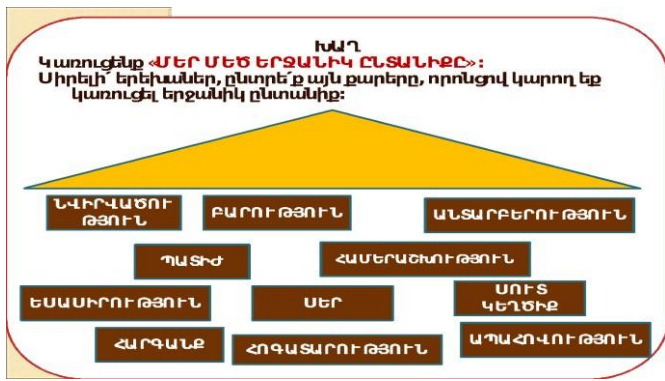 ԽԱՂ
Կառուցենք «ՄԵՐ ՄԵԾ ԵՐՋԱՆԻԿ ԸՆՏԱՆԻՔԸ»:
Սիրելի՛ երեխաներ, ընտրե՛ք այն քարերը, որոնցով կարող եք
կառուցել երջանիկ ընտանիք:
ՆՎԻՐՎԱԾՈՒ
ԹՅՈՒՆ
ԲԱՐՈՒԹՅՈՒՆ
ԱՆՏԱՐԲԵՐՈՒԹՅՈՒՆ
ՊԱՏԻԺ
ՀԱՄԵՐԱՇԽՈՒԹՅՈՒՆ
ԵՍԱՍԻՐՈՒԹՅՈՒՆ
ՍԵՐ
ՍՈՒՏ
ԿԵՂԾԻՔ
ՀԱՐԳԱՆՔ
ՀՈԳԱՏԱՐՈՒԹՅՈՒՆ
ԱՊԱՀՈՎՈՒԹՅՈՒՆ